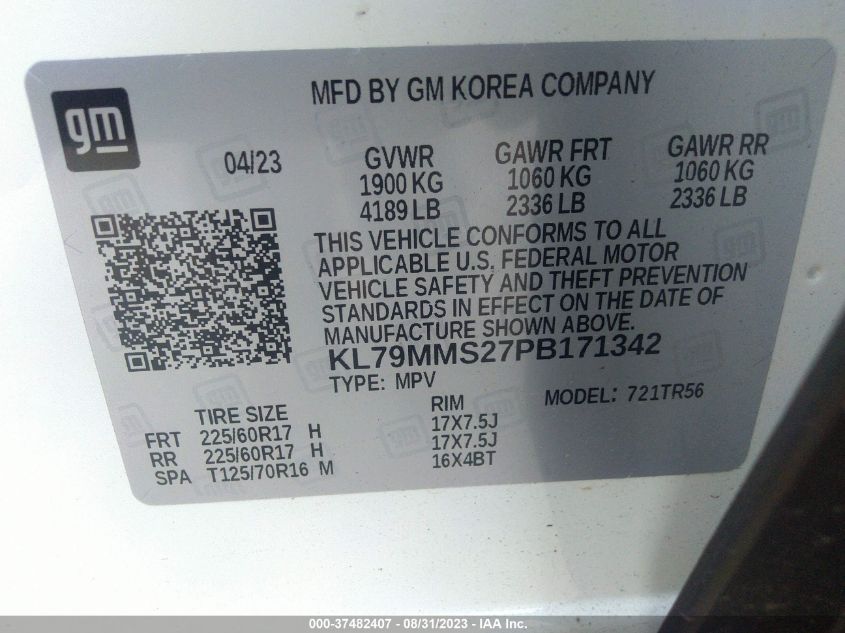 MFD BY GM KOREA COMPANY
gm
04/23
GVWR GAWR FRT GAWR RR
1900 KG 1060 KG 1060 KG
4189 LB 2336 LB 2336 LB
THIS VEHICLE CONFORMS TO ALL
APPLICABLE U.S. FEDERAL MOTOR
VEHICLE SAFETY AND THEFT PREVENTION
STANDARDS IN EFFECT ON THE DATE OF
MANUFACTURE SHOWN ABOVE.
KL79MMS27PB171342
TYPE: MPV MODEL: 721TR56
TIRE SIZE RIM
FRT 225/60R17 H 17X7.5J
RR 225/60R17 H 17X7.5J
SPA T125/70R16 M 16X4BT
000-37482407 - 08/31/2023 - IAA Inc.